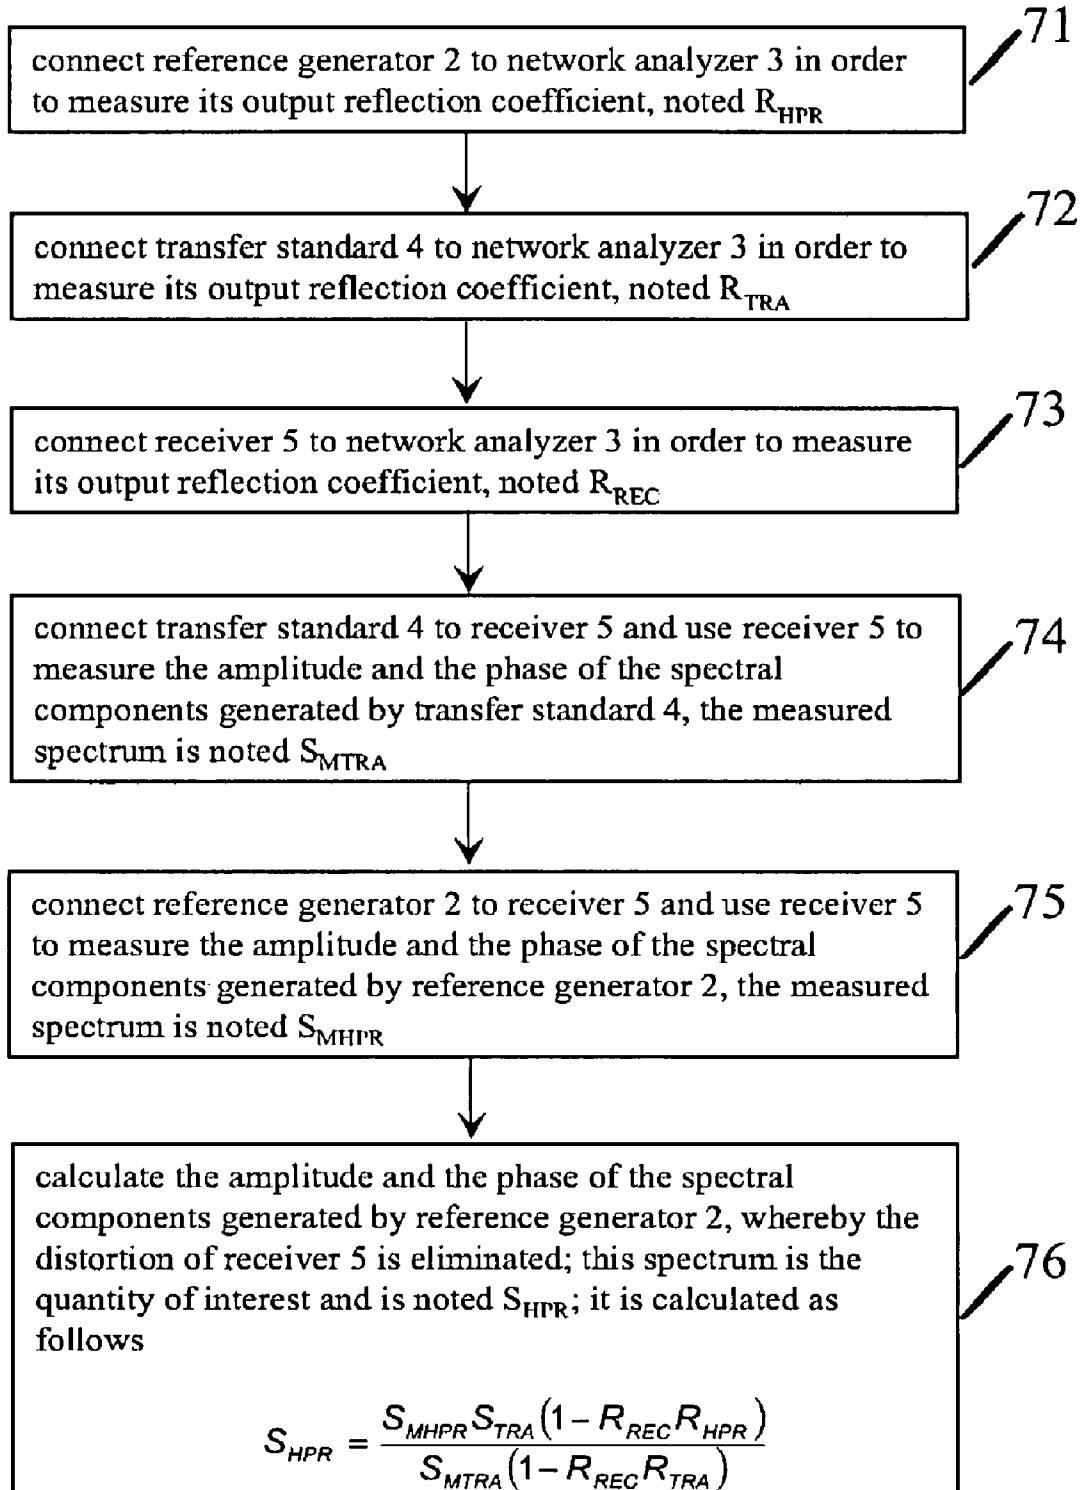 71
connect reference generator 2 to network analyzer 3 in order
to measure its output reflection coefficient, noted R_HPR
72
connect transfer standard 4 to network analyzer 3 in order to
measure its output reflection coefficient, noted R_TRA
73
connect receiver 5 to network analyzer 3 in order to measure
its output reflection coefficient, noted R_REC
74
connect transfer standard 4 to receiver 5 and use receiver 5 to
measure the amplitude and the phase of the spectral
components generated by transfer standard 4, the measured
spectrum is noted S_MTRA
75
connect reference generator 2 to receiver 5 and use receiver 5
to measure the amplitude and the phase of the spectral
components generated by reference generator 2, the measured
spectrum is noted S_MHPR
76
calculate the amplitude and the phase of the spectral
components generated by reference generator 2, whereby the
distortion of receiver 5 is eliminated; this spectrum is the
quantity of interest and is noted S_HPR; it is calculated as
follows
S_HPR = S_MHPR S_TRA (1 − R_REC R_HPR) / S_MTRA (1 − R_REC R_TRA)